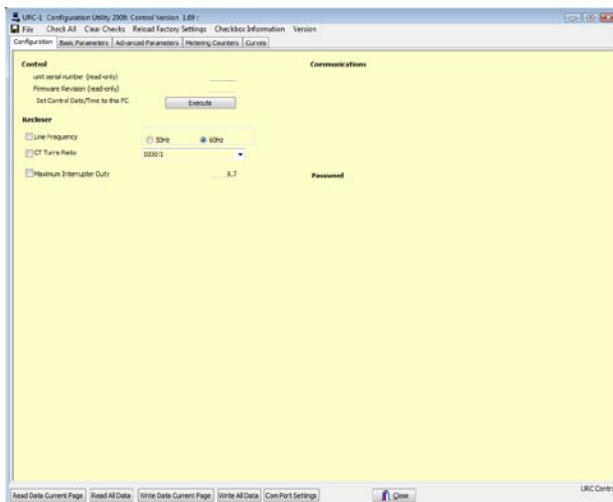 URC-1 Configuration Utility 2009: Control Version 1.69 :
File Check All Clear Checks Reload Factory Settings Checkbox Information Version
Configuration Basic Parameters Advanced Parameters Metering Counters Curves
Control
unit serial number (read-only)
Firmware Revision (read-only)
Set Control Date/Time to this PC Execute
Recloser
Line Frequency 50Hz 60Hz
CT Turns Ratio 1000:1
Maximum Interrupter Duty 3.7
Communications
Password
Read Data Current Page Read All Data Write Data Current Page Write All Data Com Port Settings Close
URC Contro